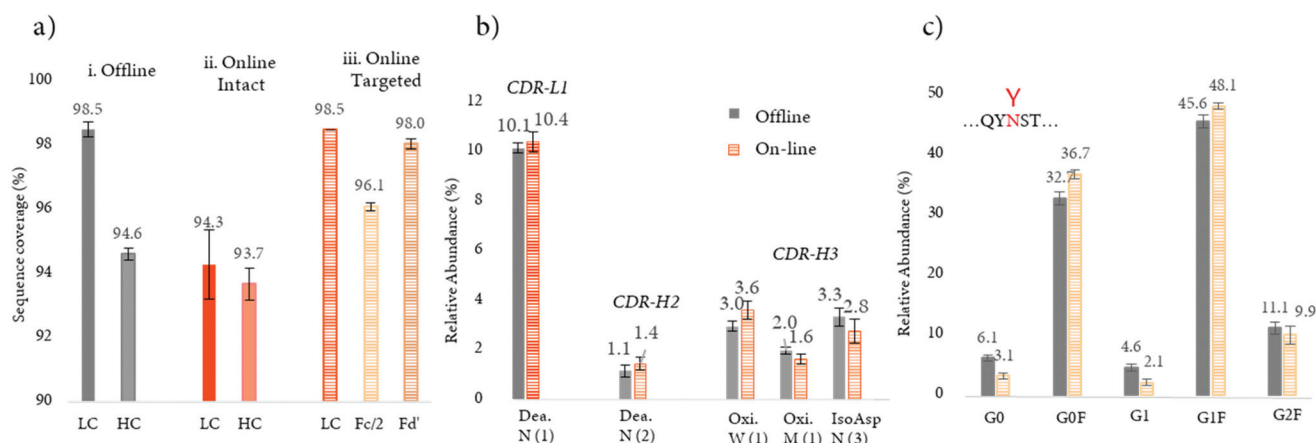 a)
i. Offline
ii. Online
Intact
iii. Online
Targeted
Sequence coverage (%)
100
98
96
94
92
90
98.5
94.6
94.3
93.7
98.5
96.1
98.0
LC HC LC HC LC Fc/2 Fd'
b)
Relative Abundance (%)
12
10
8
6
4
2
0
CDR-L1
10.1 10.4
CDR-H2
1.1 1.4
CDR-H3
3.0 3.6
2.0 1.6
3.3 2.8
Offline
On-line
Dea.
N (1)
Dea.
N (2)
Oxi.
W (1)
Oxi.
M (1)
IsoAsp
N (3)
c)
Relative Abundance (%)
50
40
30
20
10
0
Y
...QYNST...
6.1 3.1
32.7 36.7
4.6 2.1
45.6 48.1
11.1 9.9
G0 G0F G1 G1F G2F